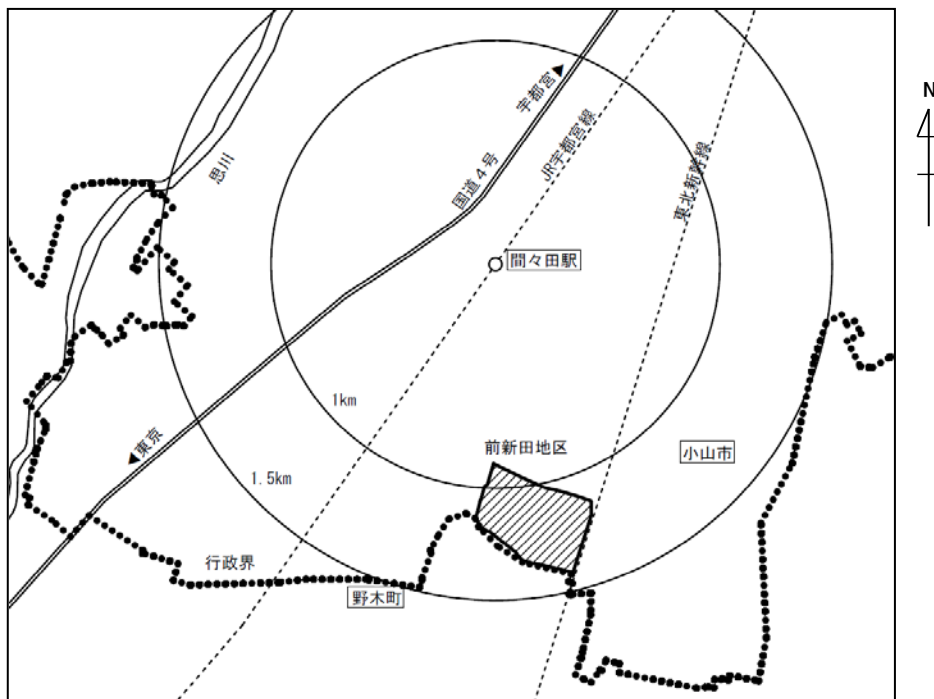 N
宇都宮▶
JR宇都宮線
思川
国道４号
東北新幹線
間々田駅
1km
前新田地区
小山市
◀東京
1.5km
行政界
野木町